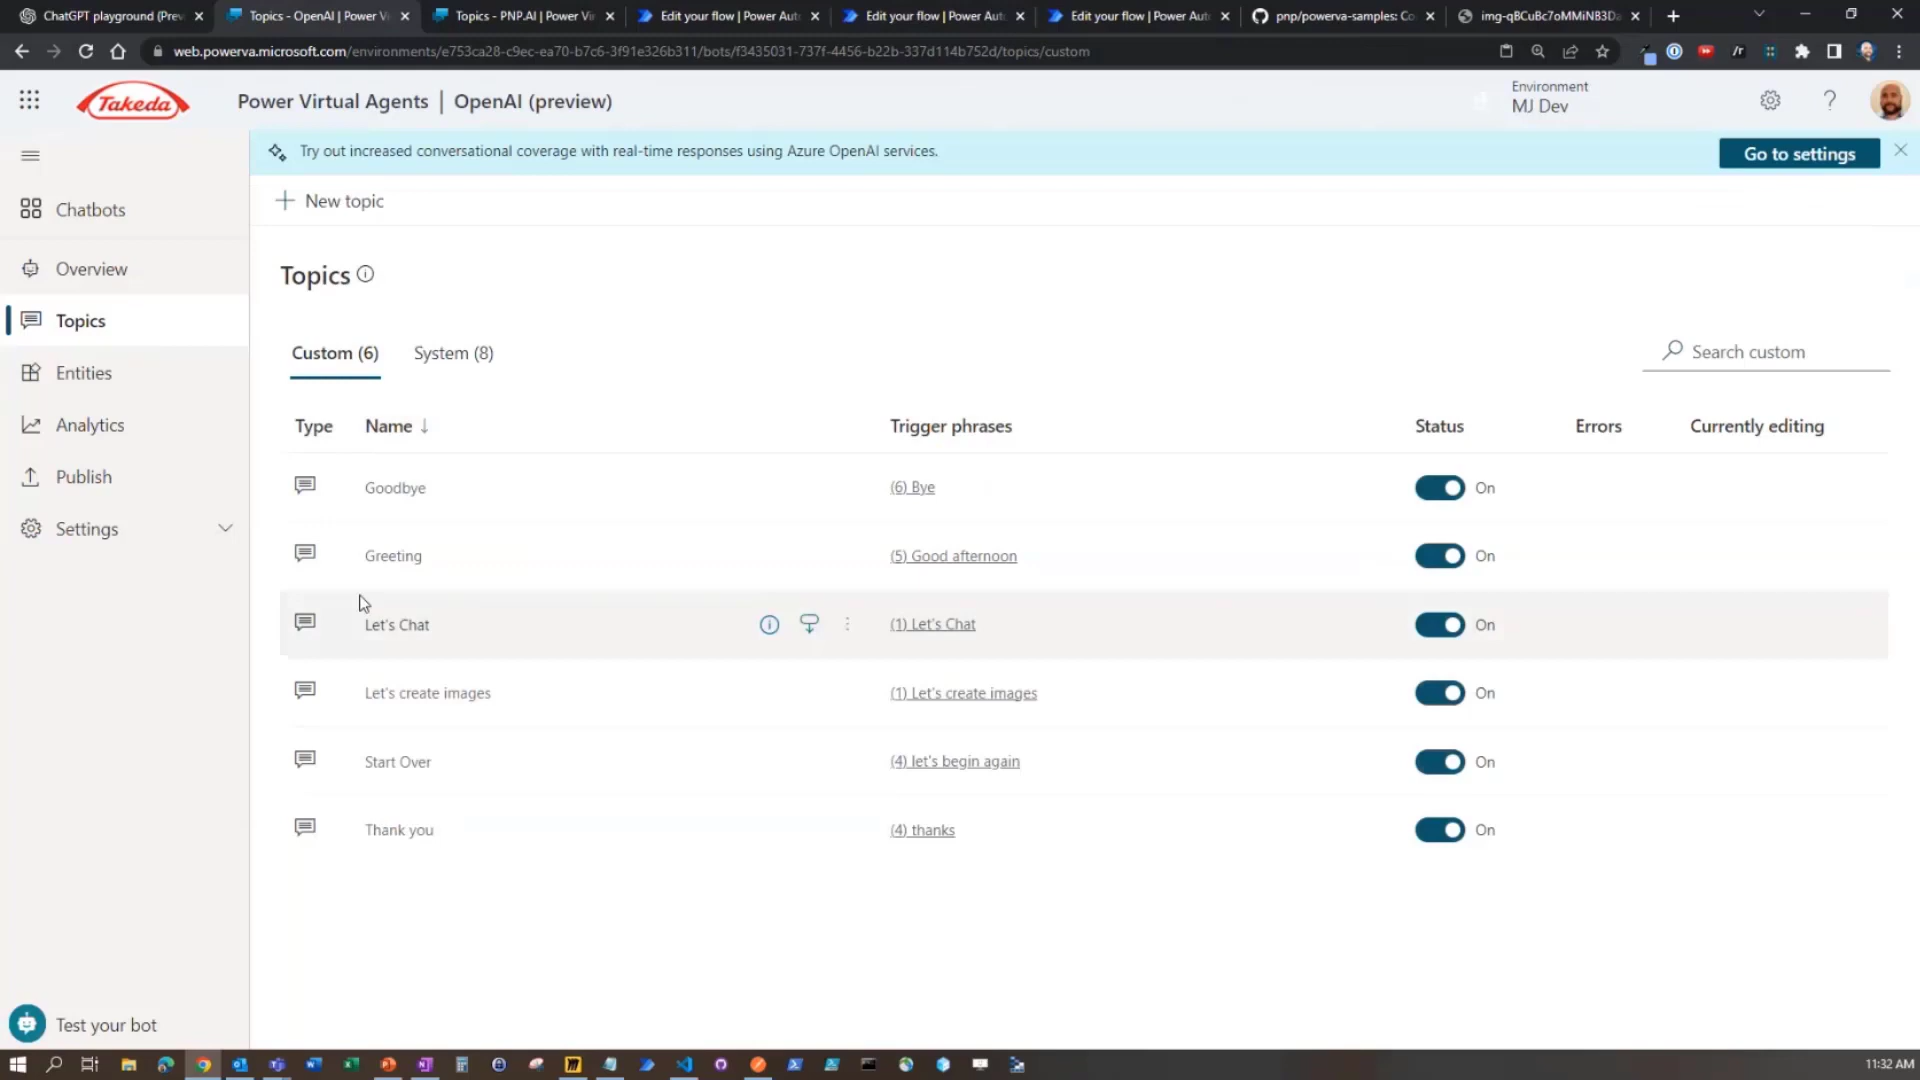 ChatGPT playground (Prev
Topics - OpenAI | Power Vi
Topics - PNP.AI | Power Vir
Edit your flow | Power Auto
Edit your flow | Power Auto
Edit your flow | Power Auto
pnp/powerva-samples: Co
img-qBCuBc7oMMiNB3D
web.powerva.microsoft.com/environments/e753ca28-c9ec-ea70-b7c6-3f91e326b311/bots/f3435031-737f-4456-b22b-337d114b752d/topics/custom
Takeda
Power Virtual Agents | OpenAI (preview)
Environment
MJ Dev
Try out increased conversational coverage with real-time responses using Azure OpenAI services.
Go to settings
Chatbots
Overview
Topics
Entities
Analytics
Publish
Settings
Test your bot
New topic
Topics
Custom (6) System (8)
Search custom
Type Name ↓ Trigger phrases Status Errors Currently editing
Goodbye (6) Bye On
Greeting (5) Good afternoon On
Let's Chat (1) Let's Chat On
Let's create images (1) Let's create images On
Start Over (4) let's begin again On
Thank you (4) thanks On
11:32 AM